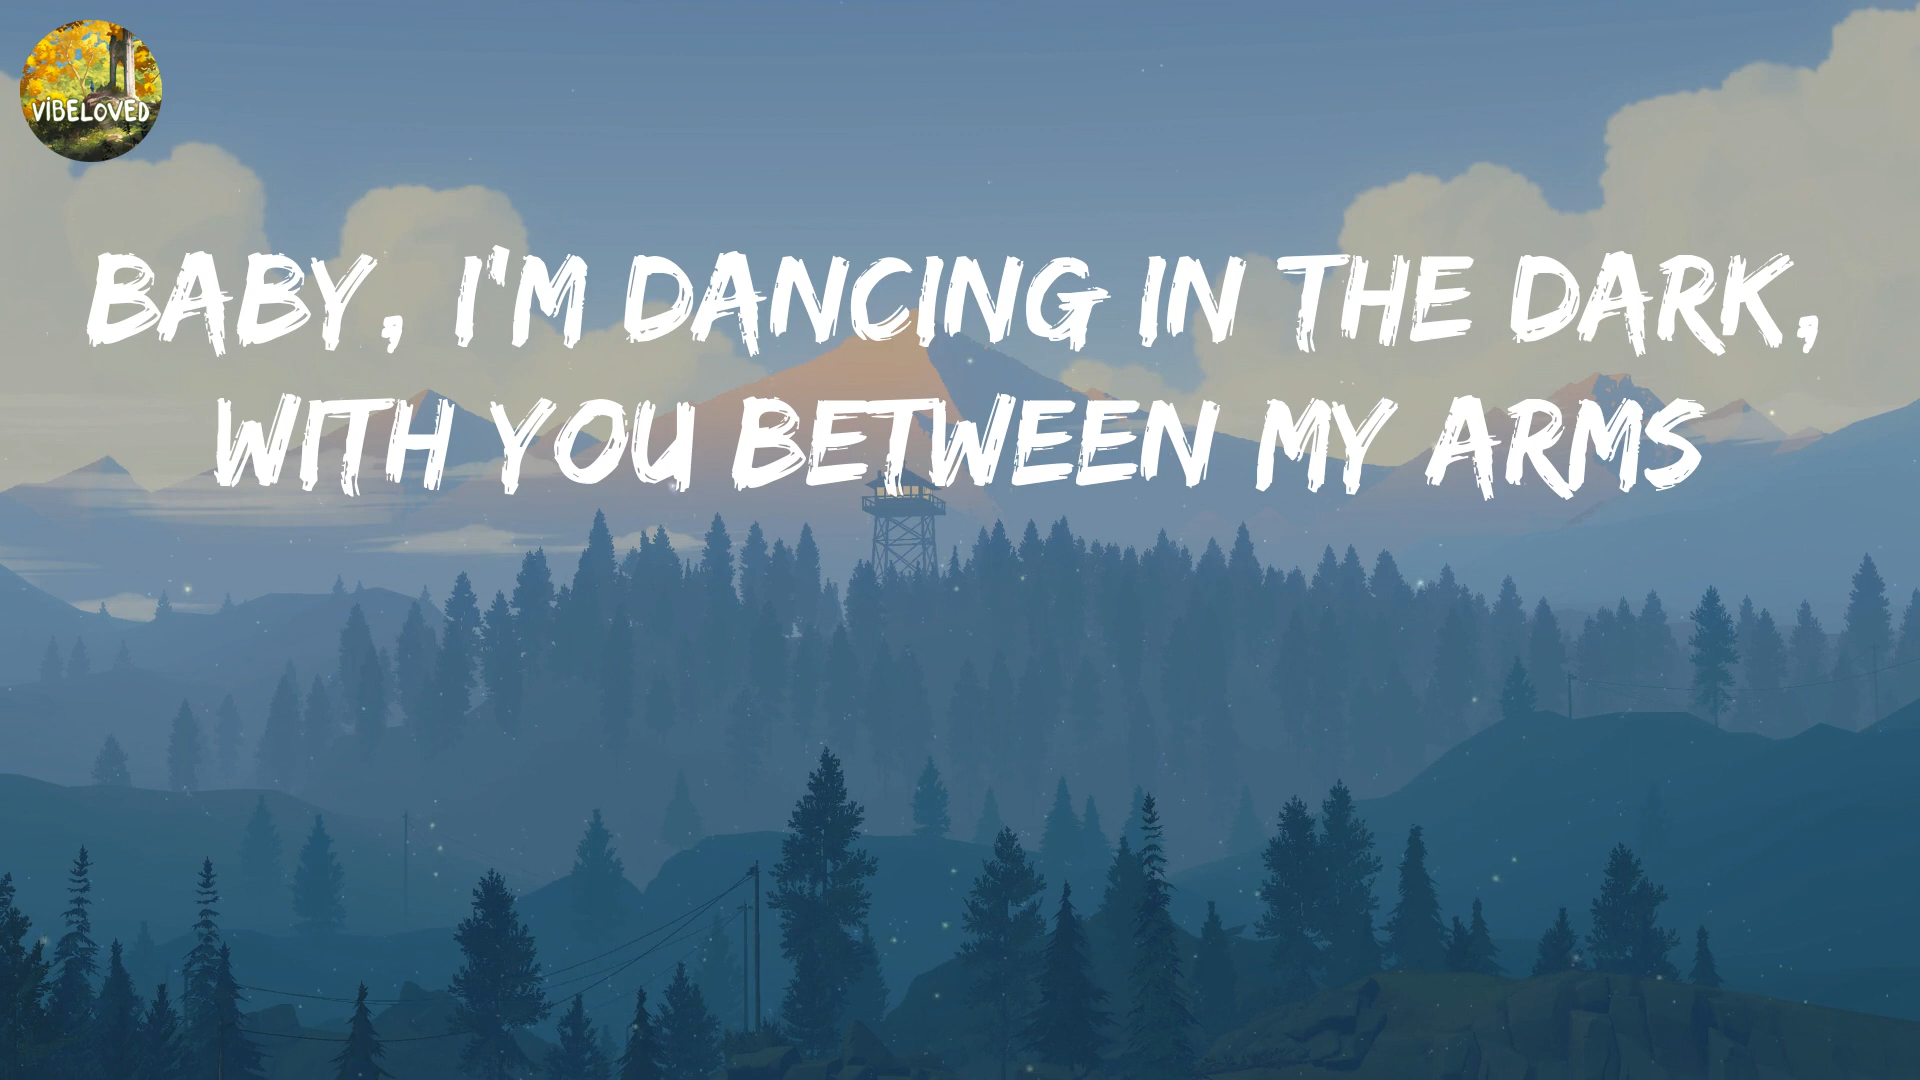 ViBELOVED
BABY, I'M DANCING IN THE DARK,
WITH YOU BETWEEN MY ARMS